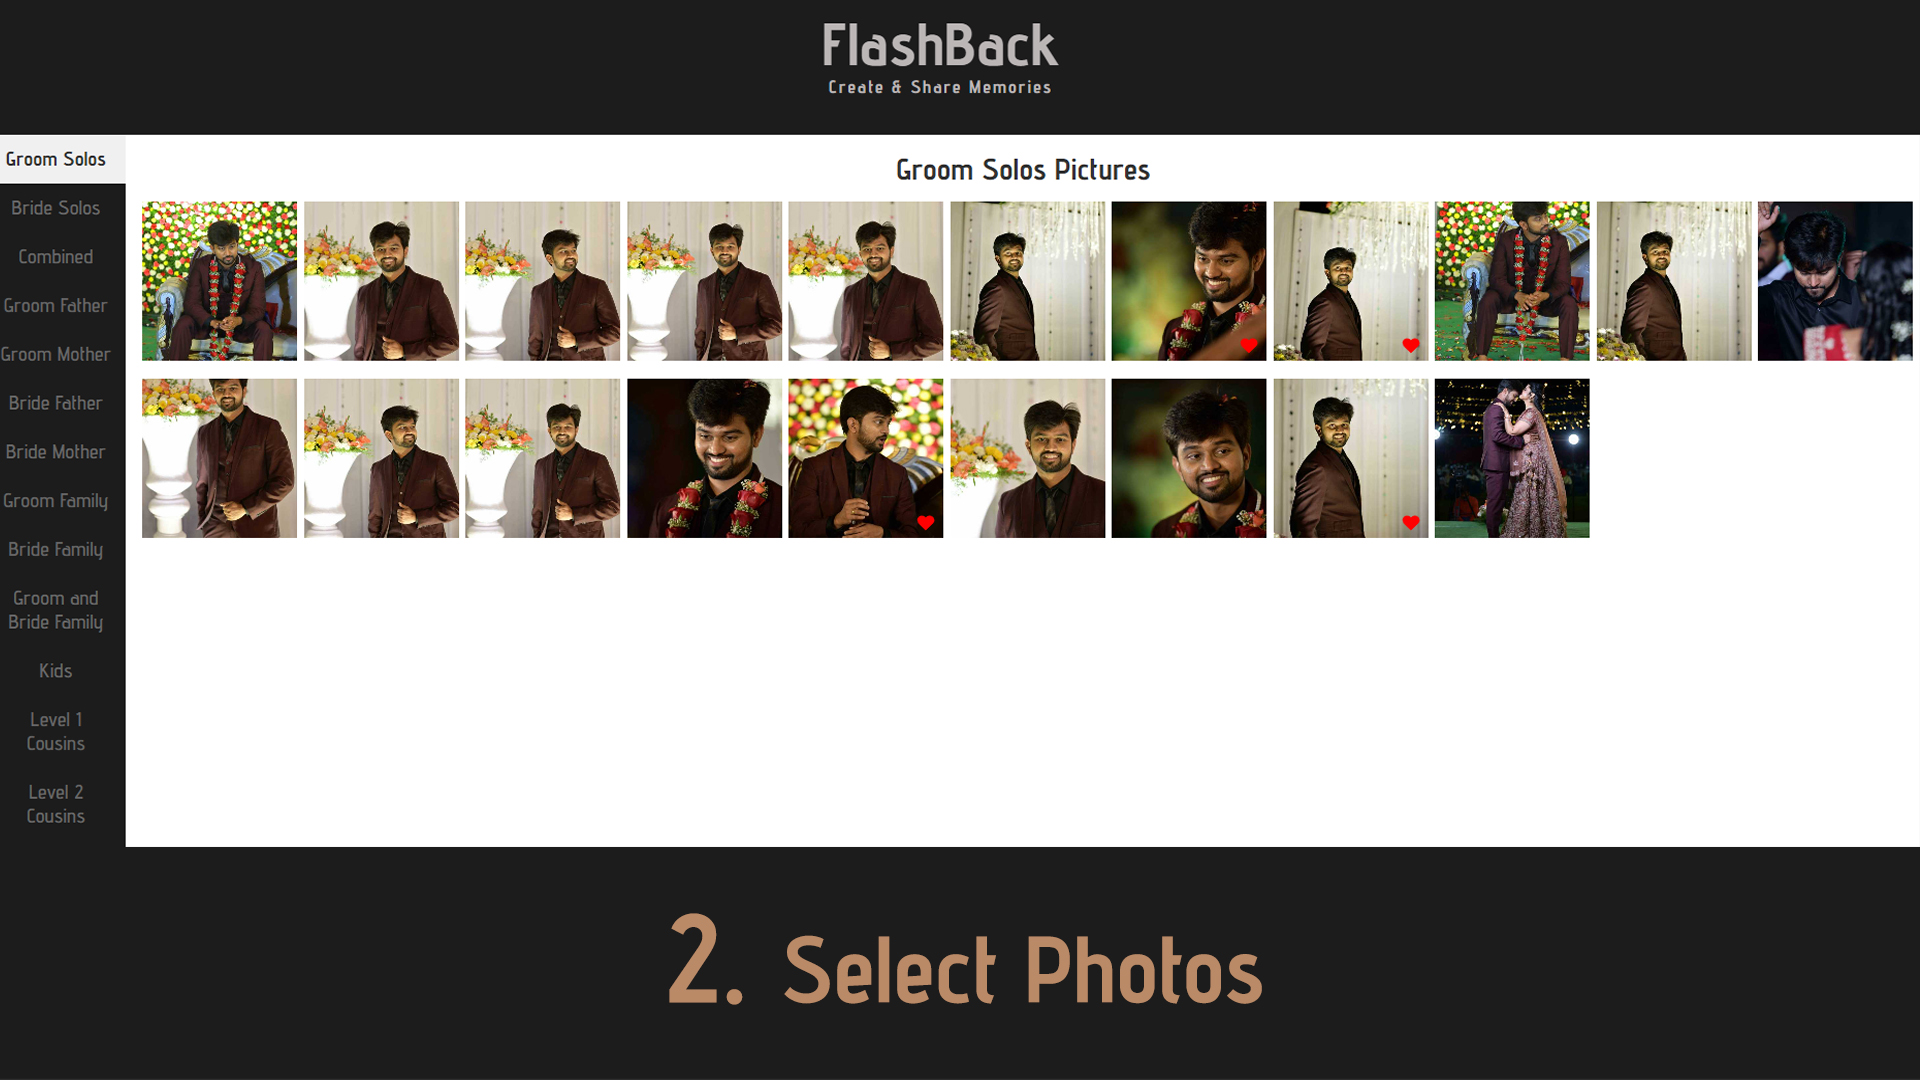 FlashBack
Create & Share Memories
Groom Solos
Bride Solos
Combined
Groom Father
Groom Mother
Bride Father
Bride Mother
Groom Family
Bride Family
Groom and
Bride Family
Kids
Level 1
Cousins
Level 2
Cousins
Groom Solos Pictures
2. Select Photos